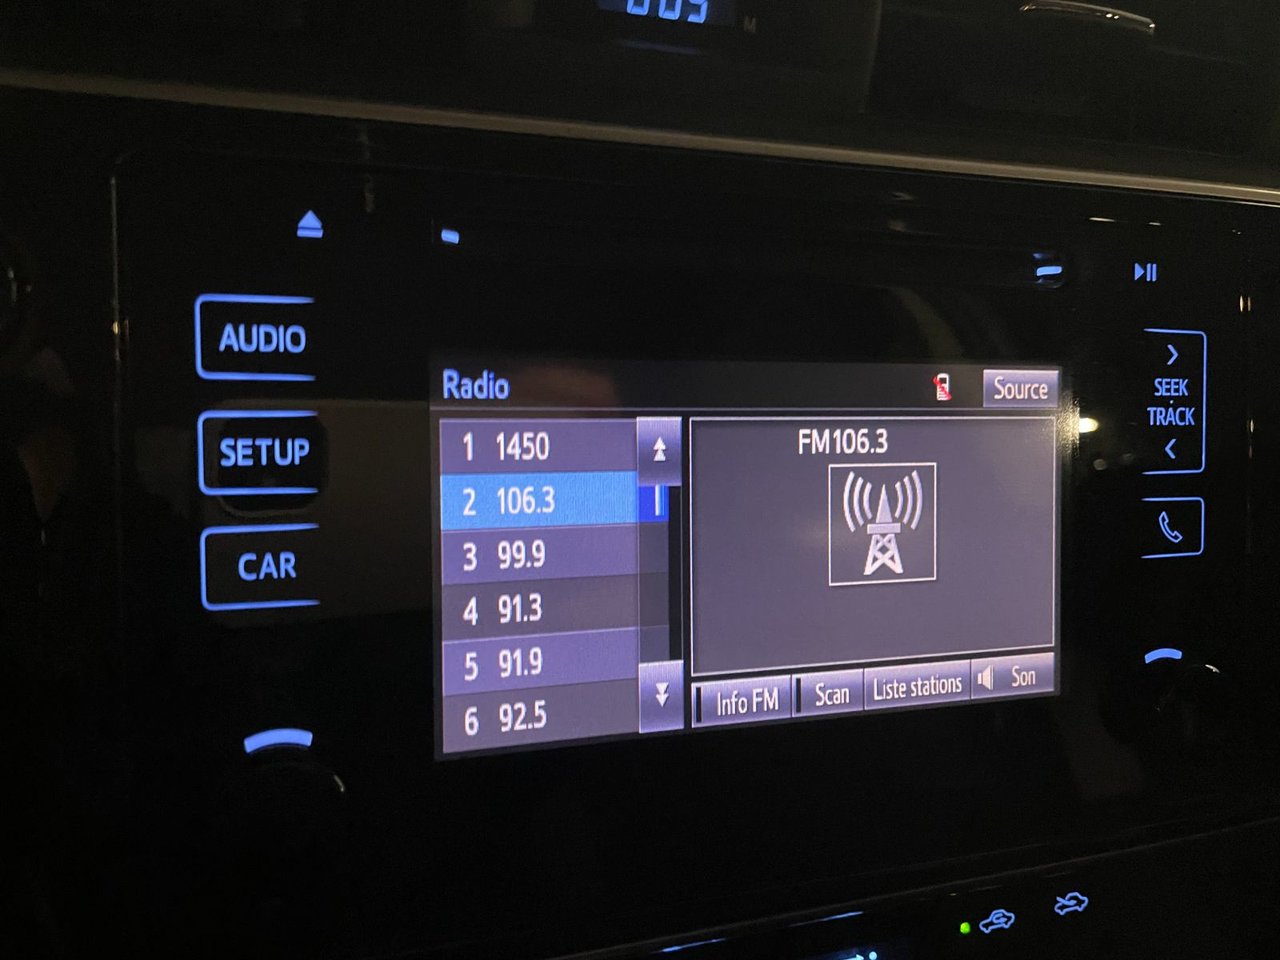 AUDIO
SETUP
CAR
Radio
Source
1 1450
2 106.3
3 99.9
4 91.3
5 91.9
6 92.5
FM106.3
Info FM
Scan
Liste stations
Son
SEEK
TRACK